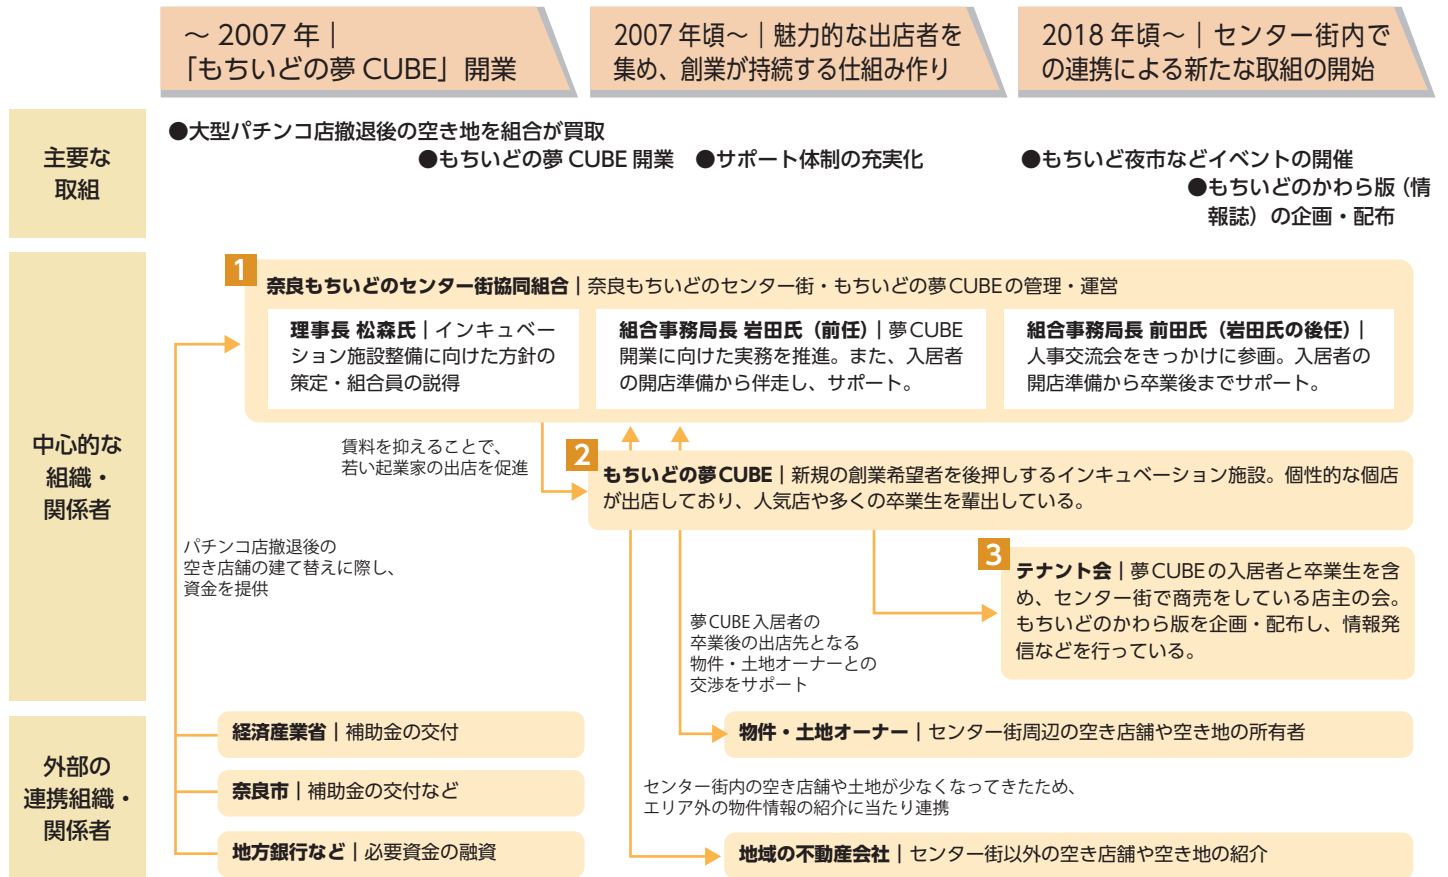 ～ 2007 年｜
「もちいどの夢 CUBE」開業
2007 年頃～｜魅力的な出店者を
集め、創業が持続する仕組み作り
2018 年頃～｜センター街内で
の連携による新たな取組の開始
主要な
取組
●大型パチンコ店撤退後の空き地を組合が買取
●もちいどの夢 CUBE 開業
●サポート体制の充実化
●もちいど夜市などイベントの開催
●もちいどのかわら版（情
報誌）の企画・配布
中心的な
組織・
関係者
1
奈良もちいどのセンター街協同組合｜奈良もちいどのセンター街・もちいどの夢CUBEの管理・運営
理事長 松森氏｜インキュベー
ション施設整備に向けた方針の
策定・組合員の説得
組合事務局長 岩田氏（前任）｜夢CUBE
開業に向けた実務を推進。また、入居者
の開店準備から伴走し、サポート。
組合事務局長 前田氏（岩田氏の後任）｜
人事交流会をきっかけに参画。入居者の
開店準備から卒業後までサポート。
賃料を抑えることで、
若い起業家の出店を促進
2
もちいどの夢CUBE｜新規の創業希望者を後押しするインキュベーション施設。個性的な個店
が出店しており、人気店や多くの卒業生を輩出している。
パチンコ店撤退後の
空き店舗の建て替えに際し、
資金を提供
3
テナント会｜夢CUBEの入居者と卒業生を含
め、センター街で商売をしている店主の会。
もちいどのかわら版を企画・配布し、情報発
信などを行っている。
夢CUBE入居者の
卒業後の出店先となる
物件・土地オーナーとの
交渉をサポート
外部の
連携組織・
関係者
経済産業省｜補助金の交付
奈良市｜補助金の交付など
地方銀行など｜必要資金の融資
物件・土地オーナー｜センター街周辺の空き店舗や空き地の所有者
センター街内の空き店舗や土地が少なくなってきたため、
エリア外の物件情報の紹介に当たり連携
地域の不動産会社｜センター街以外の空き店舗や空き地の紹介